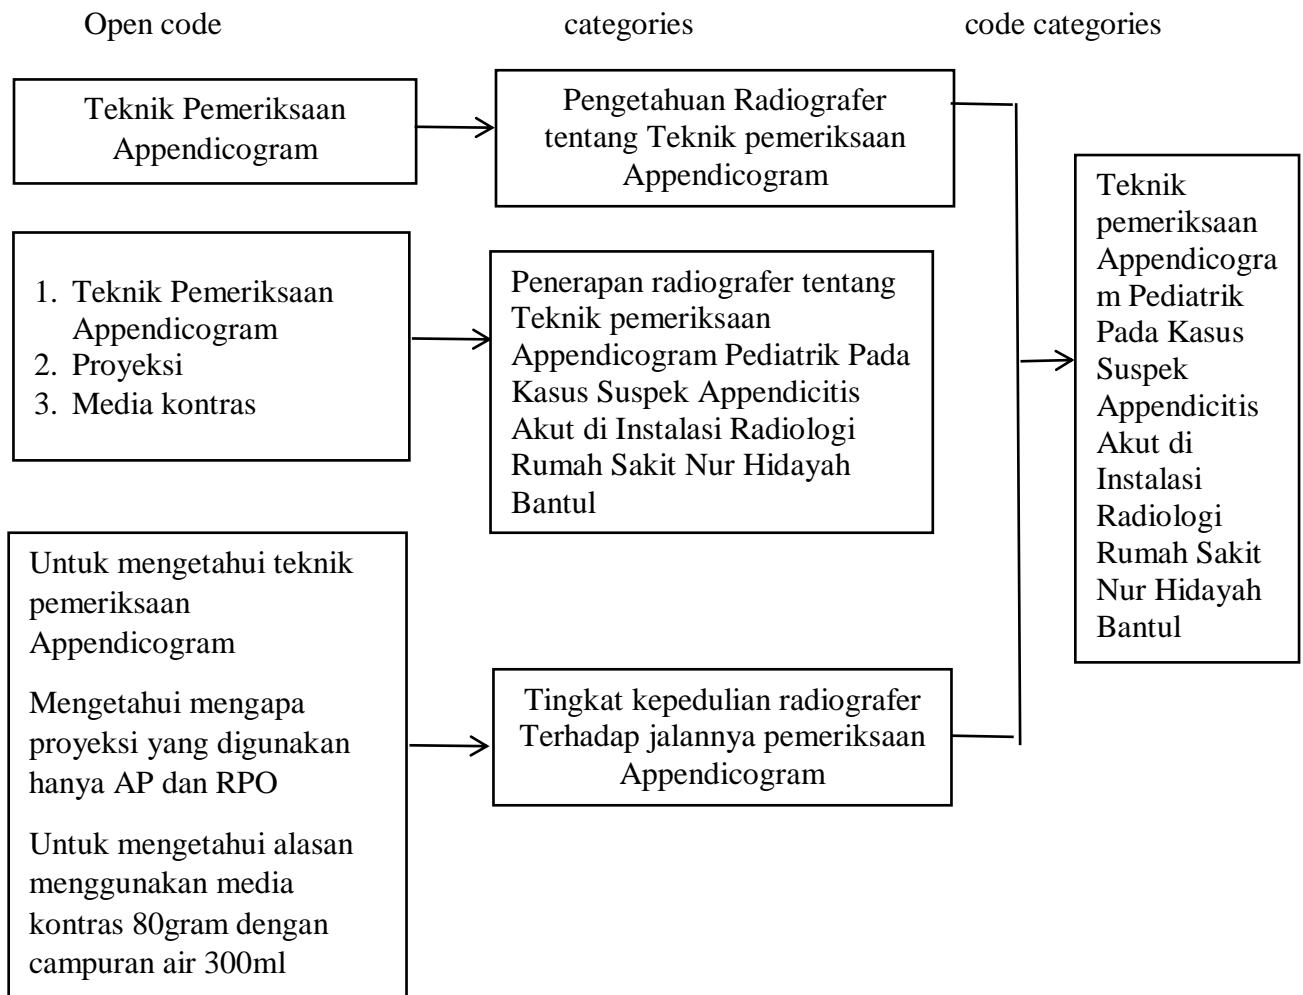 Open code
categories
code categories
Teknik Pemeriksaan
Appendicogram
Pengetahuan Radiografer
tentang Teknik pemeriksaan
Appendicogram
1. Teknik Pemeriksaan
Appendicogram
2. Proyeksi
3. Media kontras
Penerapan radiografer tentang
Teknik pemeriksaan
Appendicogram Pediatrik Pada
Kasus Suspek Appendicitis
Akut di Instalasi Radiologi
Rumah Sakit Nur Hidayah
Bantul
Untuk mengetahui teknik
pemeriksaan
Appendicogram
Mengetahui mengapa
proyeksi yang digunakan
hanya AP dan RPO
Untuk mengetahui alasan
menggunakan media
kontras 80gram dengan
campuran air 300ml
Tingkat kepedulian radiografer
Terhadap jalannya pemeriksaan
Appendicogram
Teknik
pemeriksaan
Appendicogra
m Pediatrik
Pada Kasus
Suspek
Appendicitis
Akut di
Instalasi
Radiologi
Rumah Sakit
Nur Hidayah
Bantul